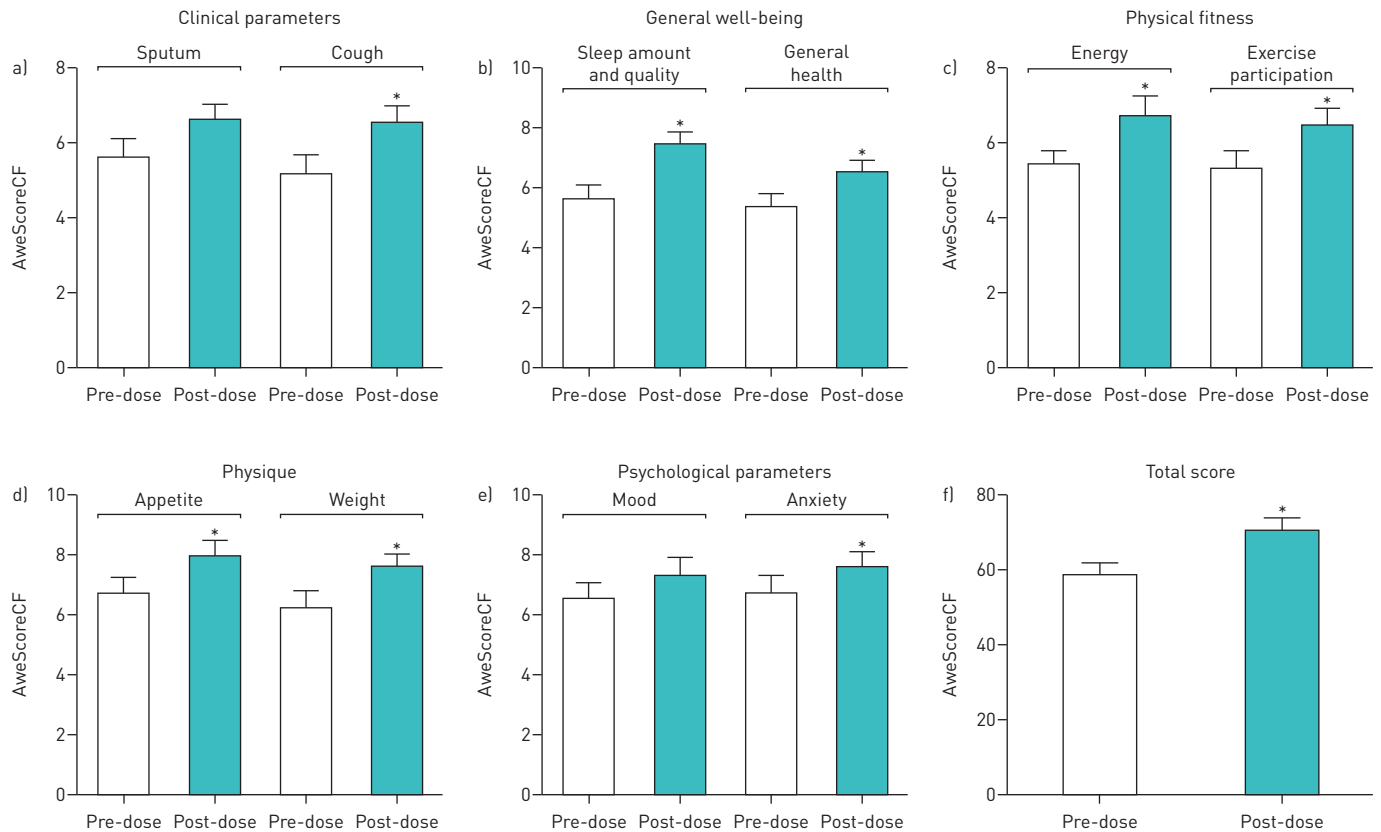 Clinical parameters
a)
Sputum
Cough
*
8
6
4
2
0
AweScoreCF
Pre-dose Post-dose Pre-dose Post-dose
General well-being
b)
Sleep amount
and quality
General
health
*
*
10
8
6
4
2
0
AweScoreCF
Pre-dose Post-dose Pre-dose Post-dose
Physical fitness
c)
Energy
Exercise
participation
*
*
8
6
4
2
0
AweScoreCF
Pre-dose Post-dose Pre-dose Post-dose
Physique
d)
Appetite
Weight
*
*
10
8
6
4
2
0
AweScoreCF
Pre-dose Post-dose Pre-dose Post-dose
Psychological parameters
e)
Mood
Anxiety
*
10
8
6
4
2
0
AweScoreCF
Pre-dose Post-dose Pre-dose Post-dose
Total score
f)
*
80
60
40
20
0
AweScoreCF
Pre-dose Post-dose